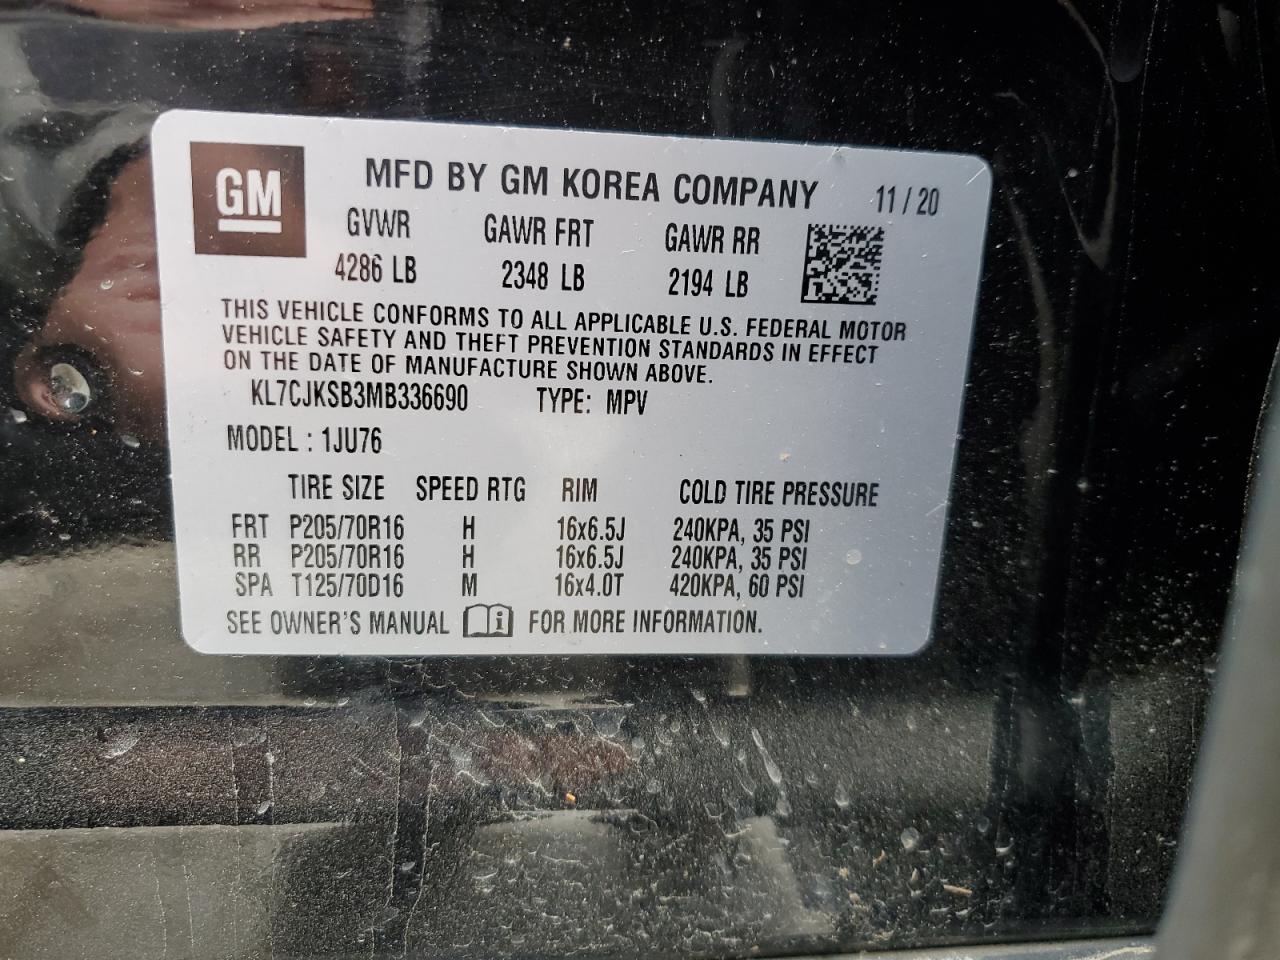 GM
MFD BY GM KOREA COMPANY 11 / 20
GVWR GAWR FRT GAWR RR
4286 LB 2348 LB 2194 LB
THIS VEHICLE CONFORMS TO ALL APPLICABLE U.S. FEDERAL MOTOR
VEHICLE SAFETY AND THEFT PREVENTION STANDARDS IN EFFECT
ON THE DATE OF MANUFACTURE SHOWN ABOVE.
KL7CJKSB3MB336690 TYPE: MPV
MODEL : 1JU76
TIRE SIZE SPEED RTG RIM COLD TIRE PRESSURE
FRT P205/70R16 H 16x6.5J 240KPA, 35 PSI
RR P205/70R16 H 16x6.5J 240KPA, 35 PSI
SPA T125/70D16 M 16x4.0T 420KPA, 60 PSI
SEE OWNER'S MANUAL i FOR MORE INFORMATION.